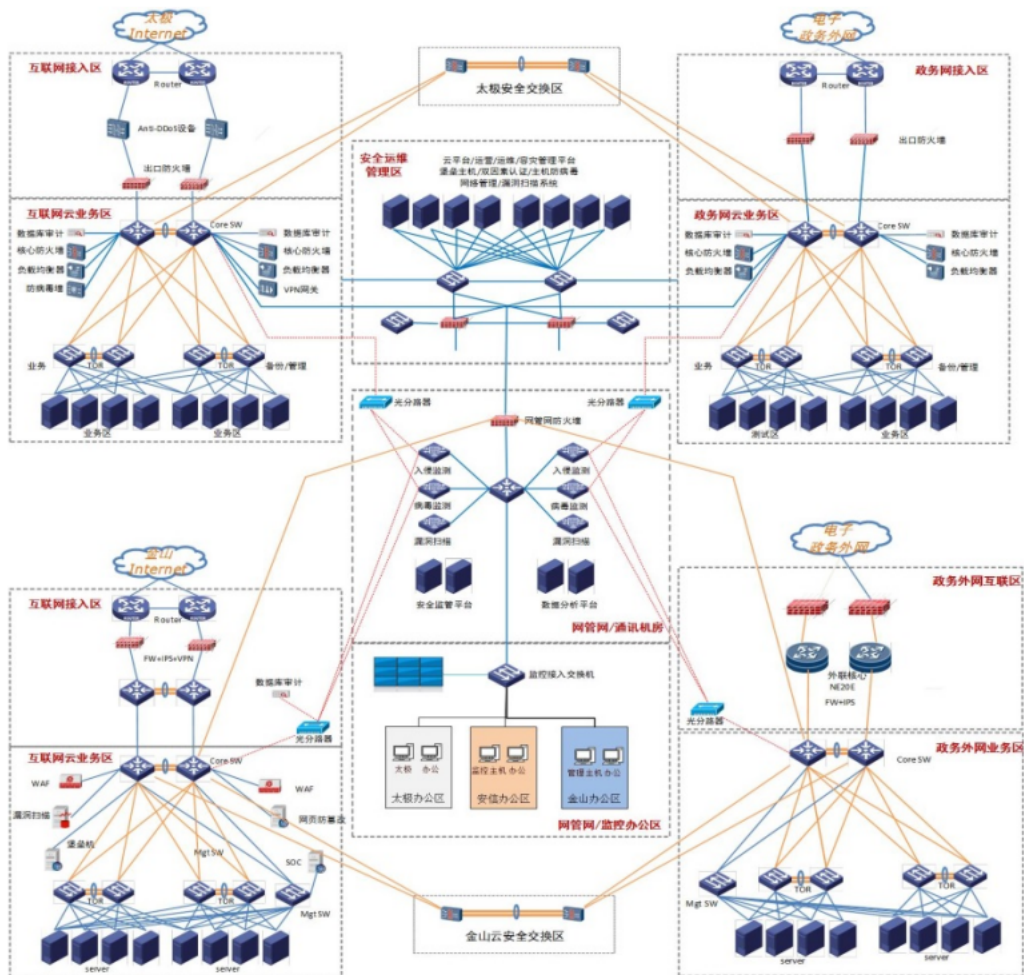 太极
Internet
电子
政务外网
互联网接入区
Router
Anti-DDoS设备
出口防火墙
太极安全交换区
政务网接入区
Router
出口防火墙
安全运维
管理区
云平台/运营/运维/容灾管理平台
堡垒主机/双因素认证/主机防病毒
网络管理/漏洞扫描系统
互联网云业务区
Core SW
数据库审计
核心防火墙
负载均衡器
防病毒墙
数据库审计
核心防火墙
负载均衡器
VPN网关
业务
TOR
TOR
备份/管理
业务区
业务区
政务网云业务区
Core SW
数据库审计
核心防火墙
负载均衡器
数据库审计
核心防火墙
负载均衡器
业务
TOR
TOR
备份/管理
测试区
业务区
光分路器
光分路器
网管网防火墙
入侵监测
病毒监测
漏洞扫描
入侵监测
病毒监测
漏洞扫描
安全监管平台
数据分析平台
网管网/通讯机房
监控接入交换机
太极
办公
监控主机
办公
管理主机
办公
太极办公区
安信办公区
金山办公区
网管网/监控办公区
金山
Internet
互联网接入区
Router
FW+IPS+VPN
数据库审计
光分路器
互联网云业务区
Core SW
WAF
WAF
漏洞扫描
网页防篡改
堡垒机
Mgt SW
SOC
TOR
TOR
Mgt SW
server
server
电子
政务外网
政务外网互联区
外联核心
NE20E
FW+IPS
光分路器
政务外网业务区
Core SW
Mgt SW
TOR
TOR
server
server
金山云安全交换区